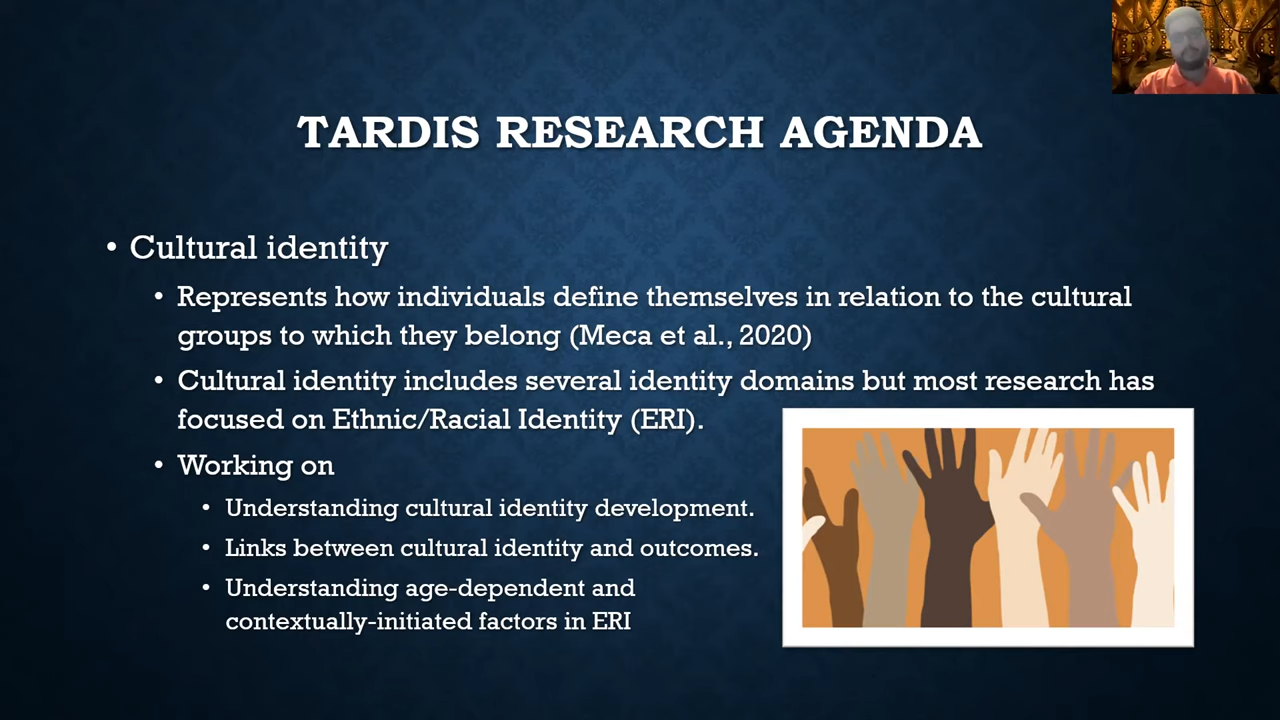 TARDIS RESEARCH AGENDA
• Cultural identity
• Represents how individuals define themselves in relation to the cultural
groups to which they belong (Meca et al., 2020)
• Cultural identity includes several identity domains but most research has
focused on Ethnic/Racial Identity (ERI).
• Working on
• Understanding cultural identity development.
• Links between cultural identity and outcomes.
• Understanding age-dependent and
contextually-initiated factors in ERI